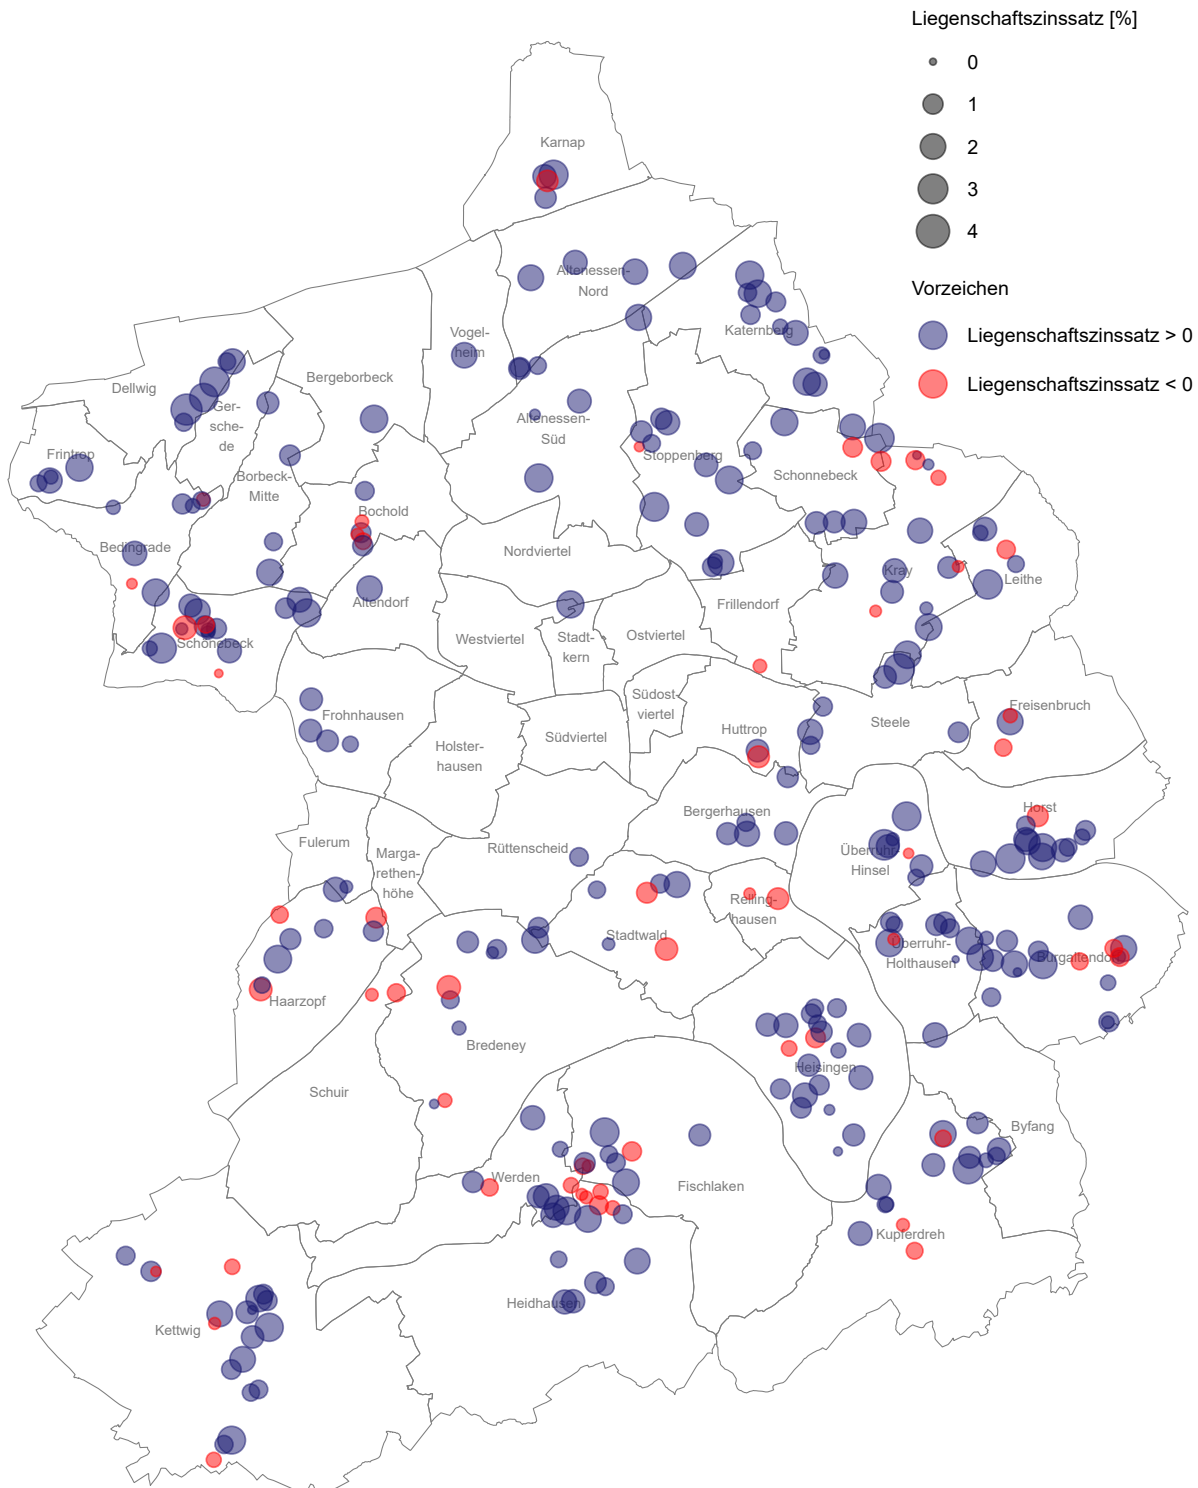 Liegenschaftszinssatz [%]
0
1
2
3
4
Vorzeichen
Liegenschaftszinssatz > 0
Liegenschaftszinssatz < 0
Karnap
Altenessen-
Nord
Vogel-
heim
Katernberg
Bergeborbeck
Dellwig
Ger-
sche-
de
Altenessen-
Süd
Frintrop
Stoppenberg
Schonnebeck
Borbeck-
Mitte
Bochold
Bedingrade
Nordviertel
Kray
Leithe
Altendorf
Frillendorf
Schönebeck
Westviertel
Stadt-
kern
Ostviertel
Südost-
viertel
Frohnhausen
Freisenbruch
Steele
Huttrop
Südviertel
Holster-
hausen
Bergerhausen
Horst
Fulerum
Rüttenscheid
Marga-
rethen-
höhe
Überruhr-
Hinsel
Relling-
hausen
Stadtwald
Überruhr-
Holthausen
Burgaltendorf
Haarzopf
Bredeney
Heisingen
Schuir
Byfang
Werden
Fischlaken
Kupferdreh
Heidhausen
Kettwig